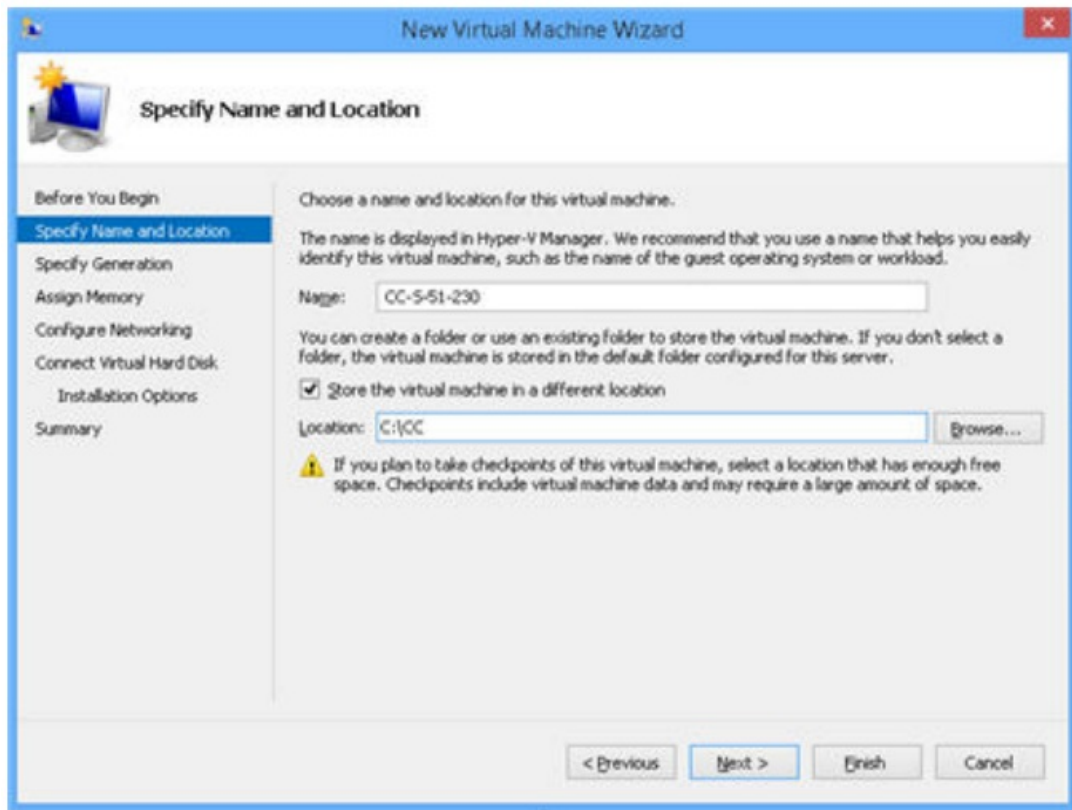 New Virtual Machine Wizard
Specify Name and Location
Before You Begin
Specify Name and Location
Specify Generation
Assign Memory
Configure Networking
Connect Virtual Hard Disk
Installation Options
Summary
Choose a name and location for this virtual machine.
The name is displayed in Hyper-V Manager. We recommend that you use a name that helps you easily
identify this virtual machine, such as the name of the guest operating system or workload.
Name: CC-5-51-230
You can create a folder or use an existing folder to store the virtual machine. If you don't select a
folder, the virtual machine is stored in the default folder configured for this server.
Store the virtual machine in a different location
Location: C:\CC Browse...
If you plan to take checkpoints of this virtual machine, select a location that has enough free
space. Checkpoints include virtual machine data and may require a large amount of space.
< Previous Next > Finish Cancel